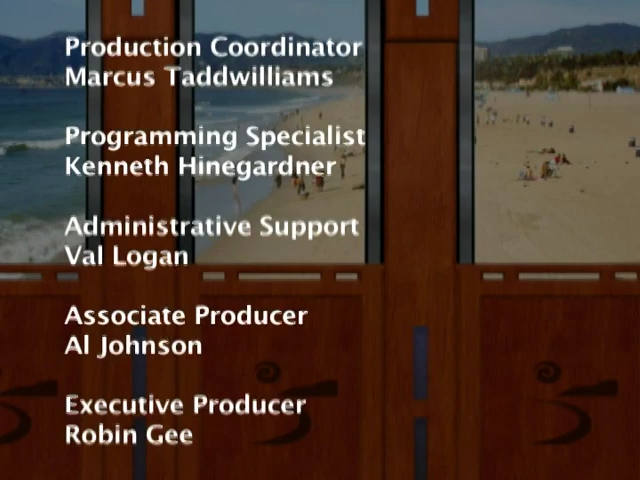 Production Coordinator
Marcus Taddwilliams
Programming Specialist
Kenneth Hinegardner
Administrative Support
Val Logan
Associate Producer
Al Johnson
Executive Producer
Robin Gee